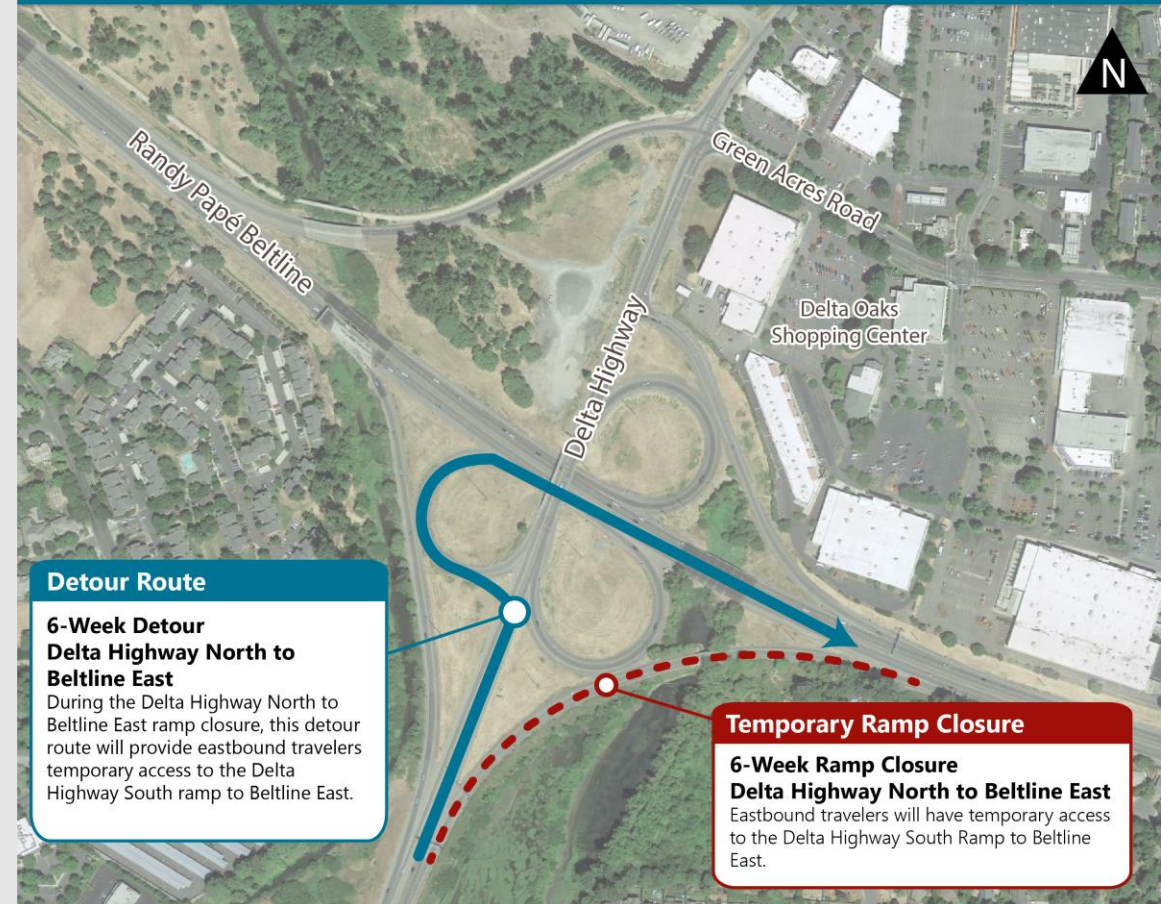 N
Randy Papé Beltline
Green Acres Road
Delta Oaks
Shopping Center
Delta Highway
Detour Route
6-Week Detour
Delta Highway North to
Beltline East
During the Delta Highway North to
Beltline East ramp closure, this detour
route will provide eastbound travelers
temporary access to the Delta
Highway South ramp to Beltline East.
Temporary Ramp Closure
6-Week Ramp Closure
Delta Highway North to Beltline East
Eastbound travelers will have temporary access
to the Delta Highway South Ramp to Beltline
East.